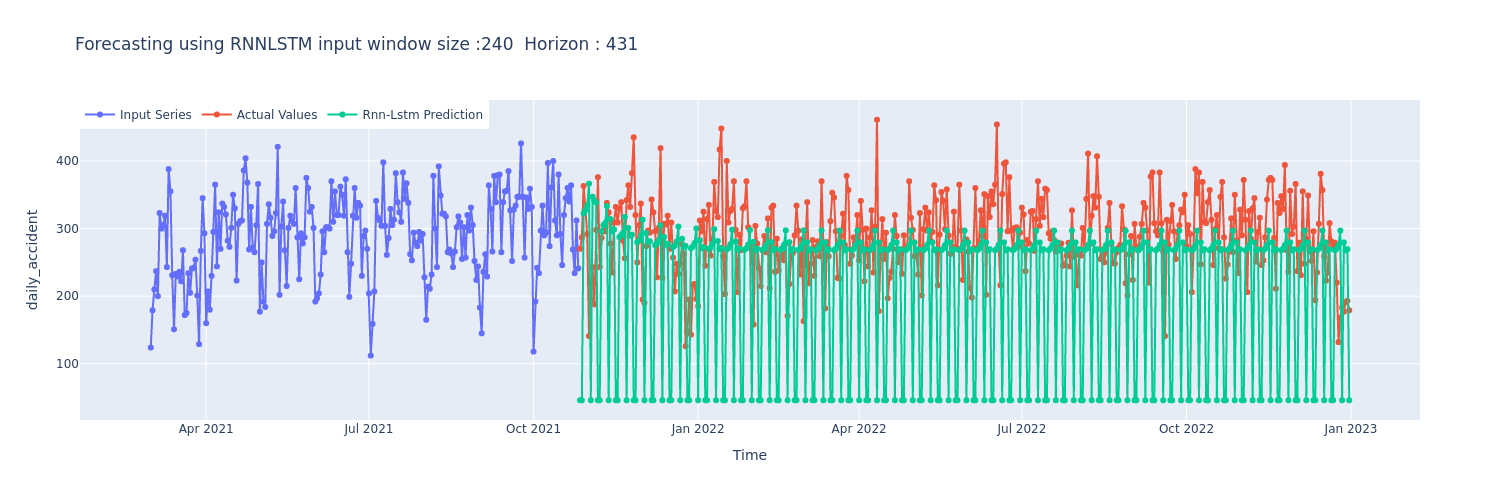 Forecasting using RNNLSTM input window size :240  Horizon : 431
Input Series
Actual Values
Rnn-Lstm Prediction
400
300
200
100
daily_accident
Apr 2021
Jul 2021
Oct 2021
Jan 2022
Apr 2022
Jul 2022
Oct 2022
Jan 2023
Time